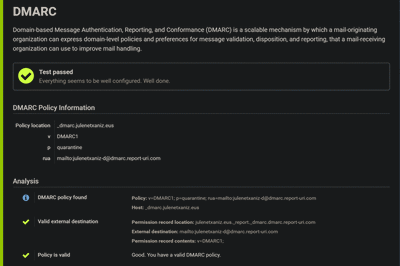 DMARC
Domain-based Message Authentication, Reporting, and Conformance (DMARC) is a scalable mechanism by which a mail-originating
organization can express domain-level policies and preferences for message validation, disposition, and reporting, that a mail-receiving
organization can use to improve mail handling.
Test passed
Everything seems to be well configured. Well done.
DMARC Policy Information
Policy location _dmarc.julenetxaniz.eus
v DMARC1
p quarantine
rua mailto:julenetxaniz-d@dmarc.report-uri.com
Analysis
DMARC policy found Policy: v=DMARC1; p=quarantine; rua=mailto:julenetxaniz-d@dmarc.report-uri.com
Host: _dmarc.julenetxaniz.eus
Valid external destination Permission record location: julenetxaniz.eus._report._dmarc.dmarc.report-uri.com
External destination: mailto:julenetxaniz-d@dmarc.report-uri.com
Permission record contents: v=DMARC1;
Policy is valid Good. You have a valid DMARC policy.